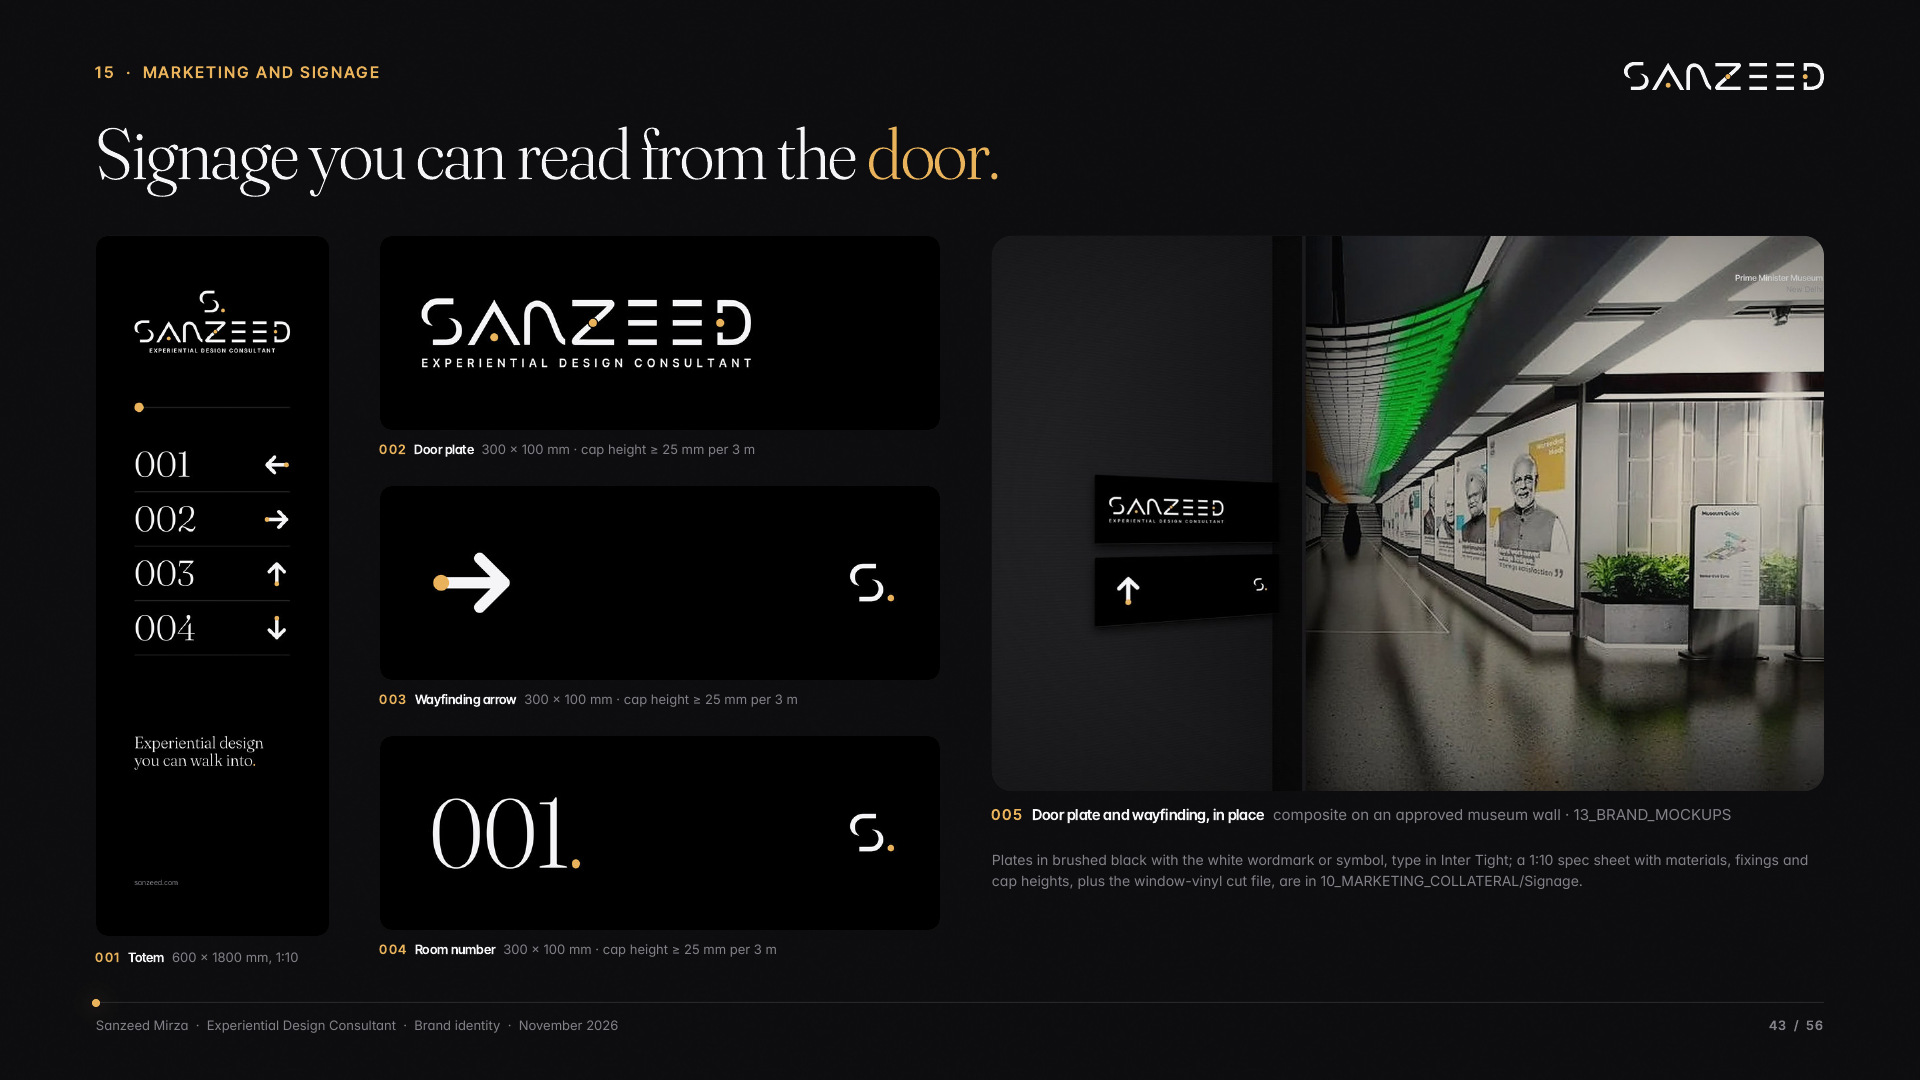 15 · MARKETING AND SIGNAGE
SANZEED
Signage you can read from the door.
S.
SANZEED
EXPERIENTIAL DESIGN CONSULTANT
001
002
003
004
Experiential design
you can walk into.
sanzeed.com
001 Totem 600 × 1800 mm, 1:10
SANZEED
EXPERIENTIAL DESIGN CONSULTANT
002 Door plate 300 × 100 mm · cap height ≥ 25 mm per 3 m
S.
003 Wayfinding arrow 300 × 100 mm · cap height ≥ 25 mm per 3 m
001.
S.
004 Room number 300 × 100 mm · cap height ≥ 25 mm per 3 m
Prime Minister Museum
New Delhi
SANZEED
EXPERIENTIAL DESIGN CONSULTANT
S.
Narendra
Modi
satisfaction
Museum Guide
005 Door plate and wayfinding, in place composite on an approved museum wall · 13_BRAND_MOCKUPS
Plates in brushed black with the white wordmark or symbol, type in Inter Tight; a 1:10 spec sheet with materials, fixings and
cap heights, plus the window-vinyl cut file, are in 10_MARKETING_COLLATERAL/Signage.
Sanzeed Mirza · Experiential Design Consultant · Brand identity · November 2026
43 / 56